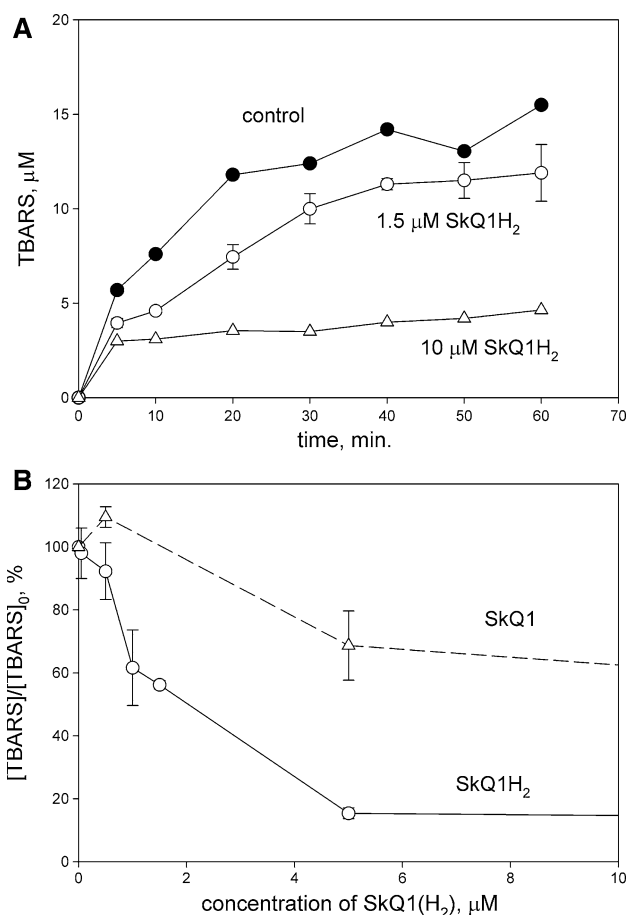 A
20
15
10
5
0
TBARS, μM
control
1.5 μM SkQ1H₂
10 μM SkQ1H₂
0 10 20 30 40 50 60 70
time, min.
B
120
100
80
60
40
20
0
[TBARS]/[TBARS]₀, %
SkQ1
SkQ1H₂
0 2 4 6 8 10
concentration of SkQ1(H₂), μM